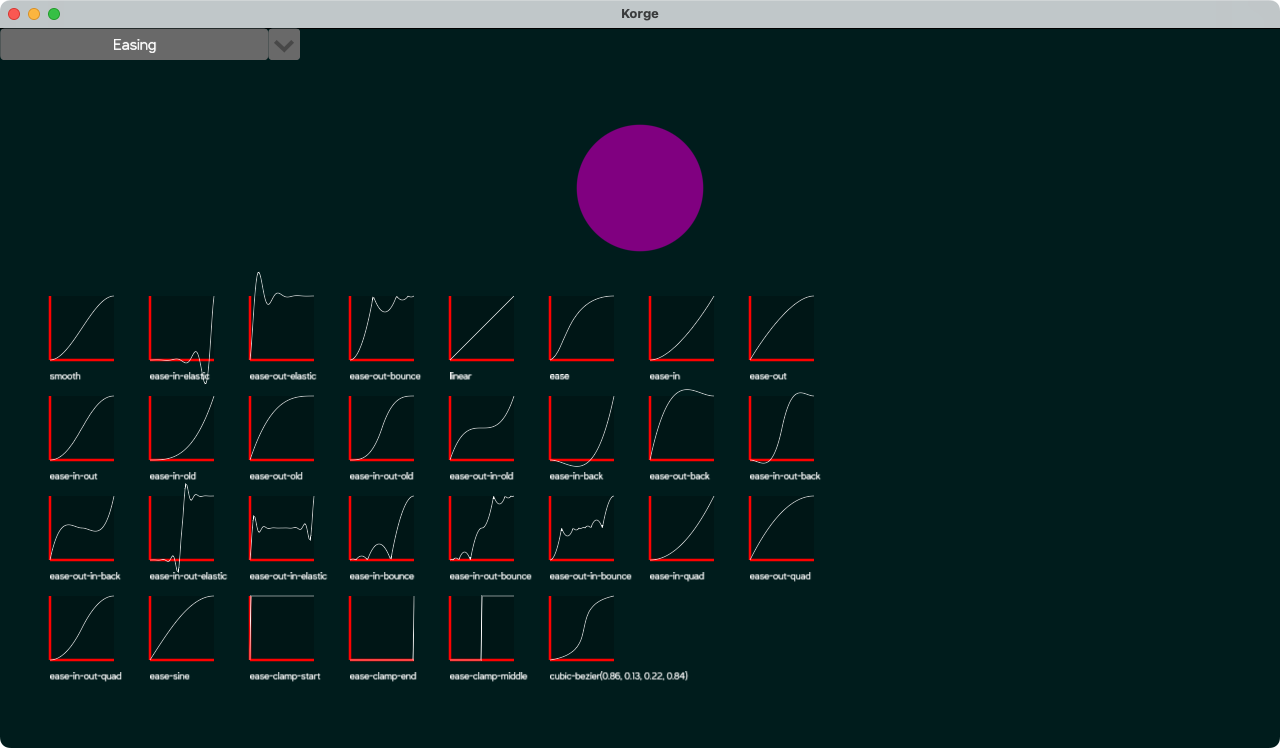 Korge
Easing
smooth
ease-in-elastic
ease-out-elastic
ease-out-bounce
linear
ease
ease-in
ease-out
ease-in-out
ease-in-old
ease-out-old
ease-in-out-old
ease-out-in-old
ease-in-back
ease-out-back
ease-in-out-back
ease-out-in-back
ease-in-out-elastic
ease-out-in-elastic
ease-in-bounce
ease-in-out-bounce
ease-out-in-bounce
ease-in-quad
ease-out-quad
ease-in-out-quad
ease-sine
ease-clamp-start
ease-clamp-end
ease-clamp-middle
cubic-bezier(0.86, 0.13, 0.22, 0.84)